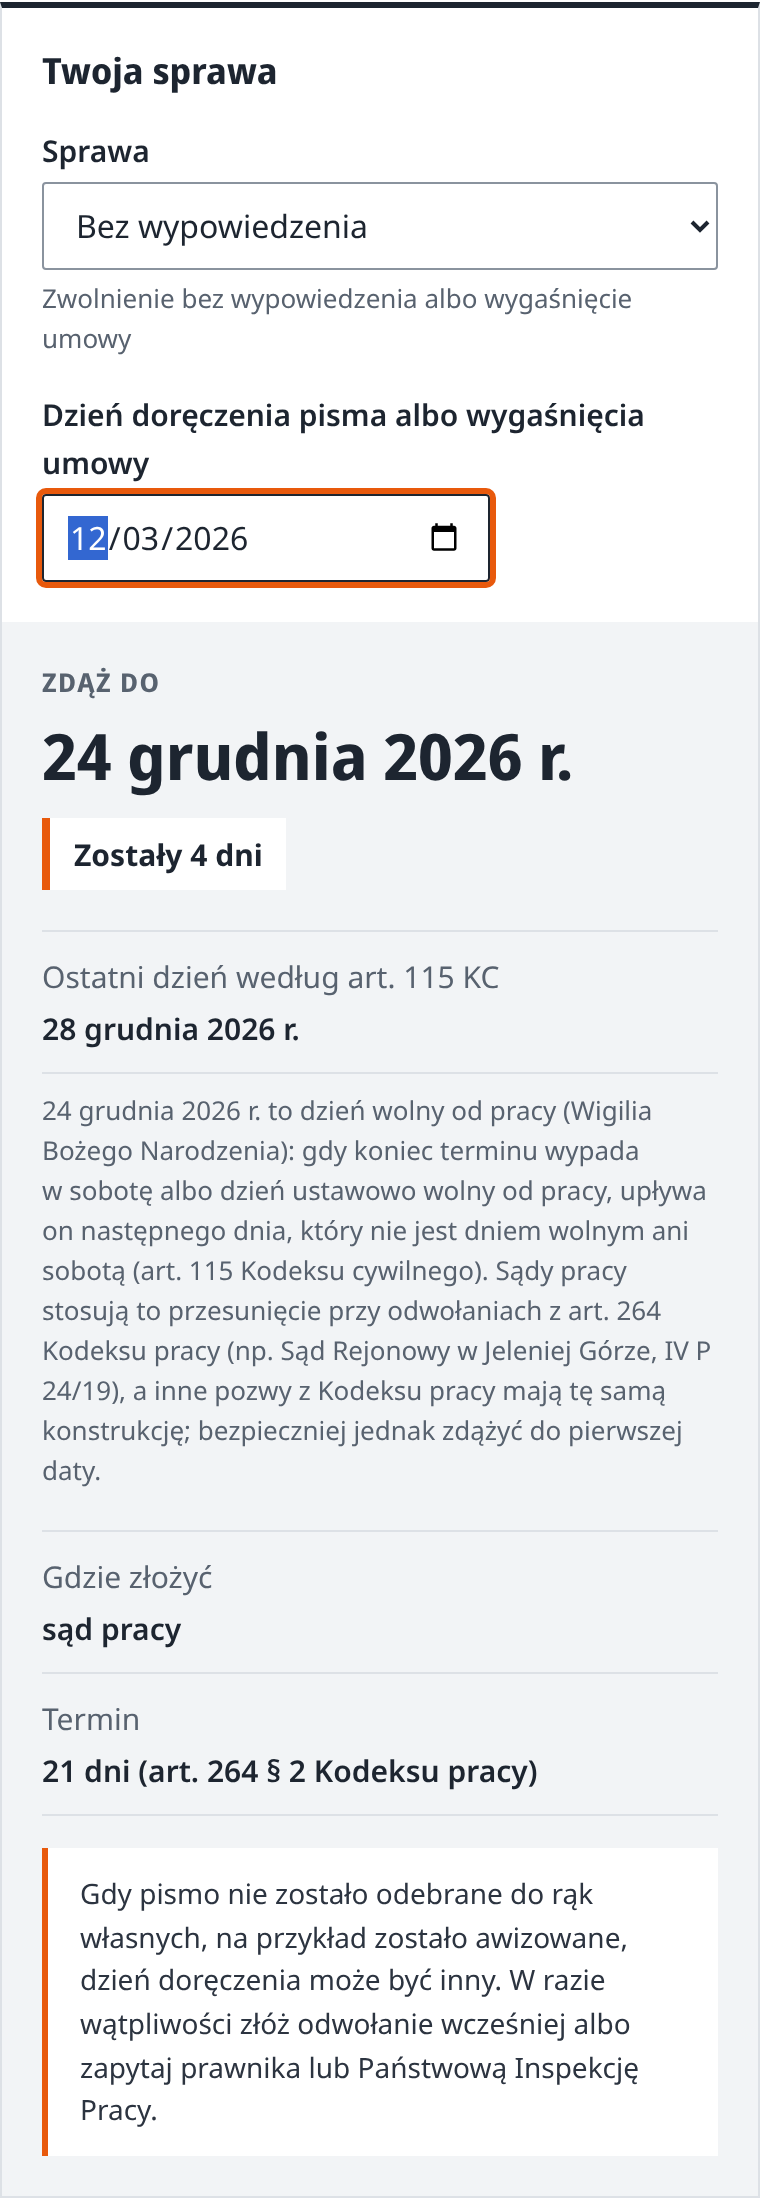 Twoja sprawa
Sprawa
Bez wypowiedzenia
Zwolnienie bez wypowiedzenia albo wygaśnięcie
umowy
Dzień doręczenia pisma albo wygaśnięcia
umowy
12/03/2026
ZDĄŻ DO
24 grudnia 2026 r.
Zostały 4 dni
Ostatni dzień według art. 115 KC
28 grudnia 2026 r.
24 grudnia 2026 r. to dzień wolny od pracy (Wigilia
Bożego Narodzenia): gdy koniec terminu wypada
w sobotę albo dzień ustawowo wolny od pracy, upływa
on następnego dnia, który nie jest dniem wolnym ani
sobotą (art. 115 Kodeksu cywilnego). Sądy pracy
stosują to przesunięcie przy odwołaniach z art. 264
Kodeksu pracy (np. Sąd Rejonowy w Jeleniej Górze, IV P
24/19), a inne pozwy z Kodeksu pracy mają tę samą
konstrukcję; bezpieczniej jednak zdążyć do pierwszej
daty.
Gdzie złożyć
sąd pracy
Termin
21 dni (art. 264 § 2 Kodeksu pracy)
Gdy pismo nie zostało odebrane do rąk
własnych, na przykład zostało awizowane,
dzień doręczenia może być inny. W razie
wątpliwości złóż odwołanie wcześniej albo
zapytaj prawnika lub Państwową Inspekcję
Pracy.